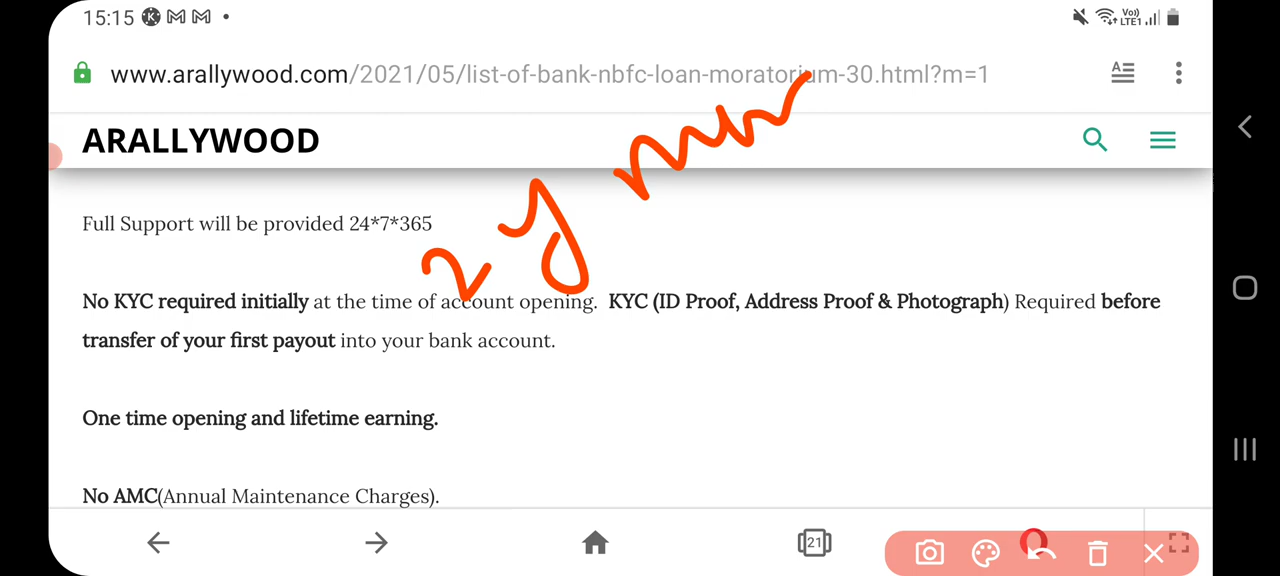 15:15
Vo)) LTE1
www.arallywood.com/2021/05/list-of-bank-nbfc-loan-moratorium-30.html?m=1
ARALLYWOOD
Full Support will be provided 24*7*365
2 y
No KYC required initially at the time of account opening. KYC (ID Proof, Address Proof & Photograph) Required before
transfer of your first payout into your bank account.
One time opening and lifetime earning.
No AMC(Annual Maintenance Charges).
21